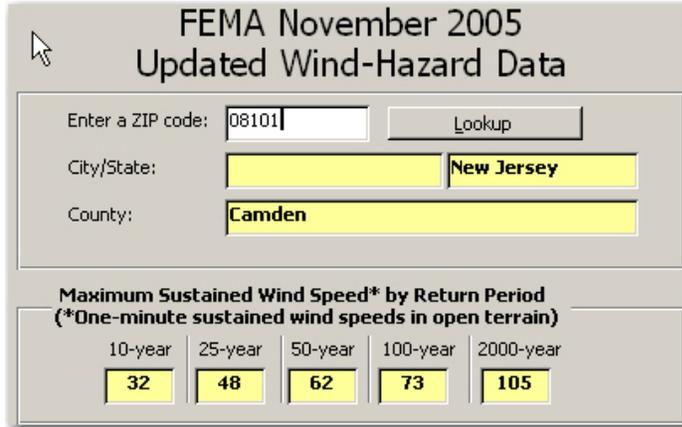 FEMA November 2005
Updated Wind-Hazard Data
Enter a ZIP code: 08101 Lookup
City/State: New Jersey
County: Camden
Maximum Sustained Wind Speed* by Return Period
(*One-minute sustained wind speeds in open terrain)
10-year 25-year 50-year 100-year 2000-year
32 48 62 73 105